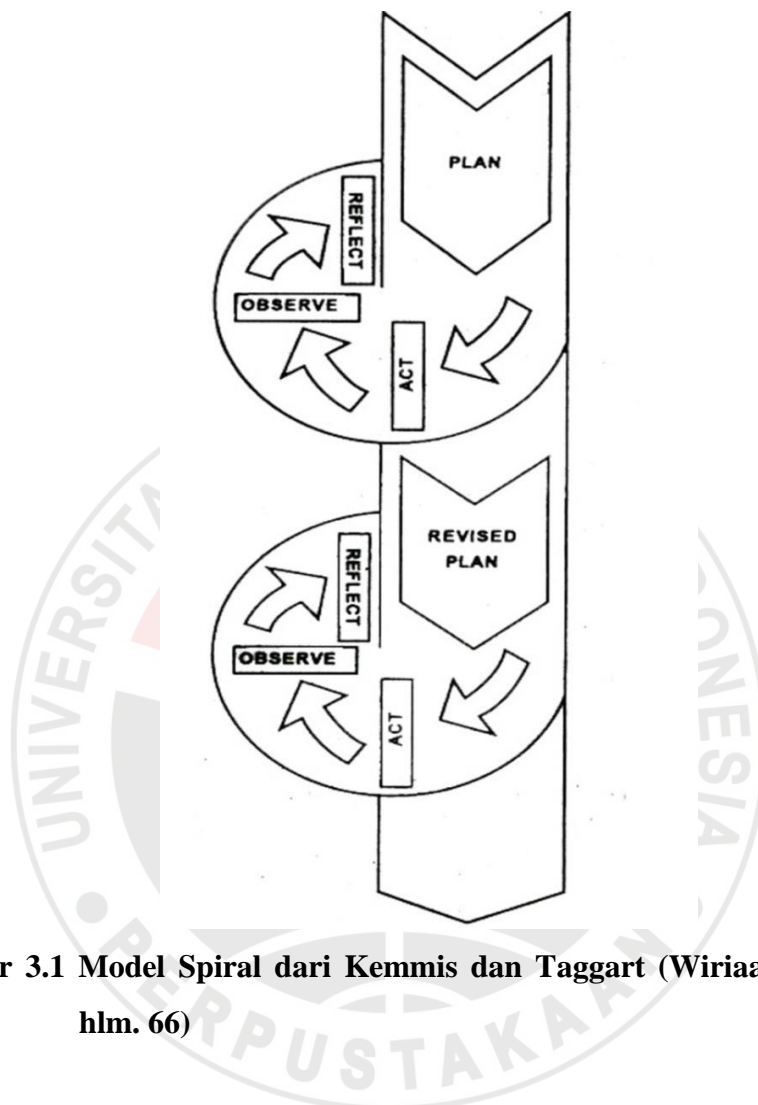 PLAN
REFLECT
OBSERVE
ACT
REVISED
PLAN
REFLECT
OBSERVE
ACT
r 3.1 Model Spiral dari Kemmis dan Taggart (Wiriaa
hlm. 66)
PERPUSTAKAAN